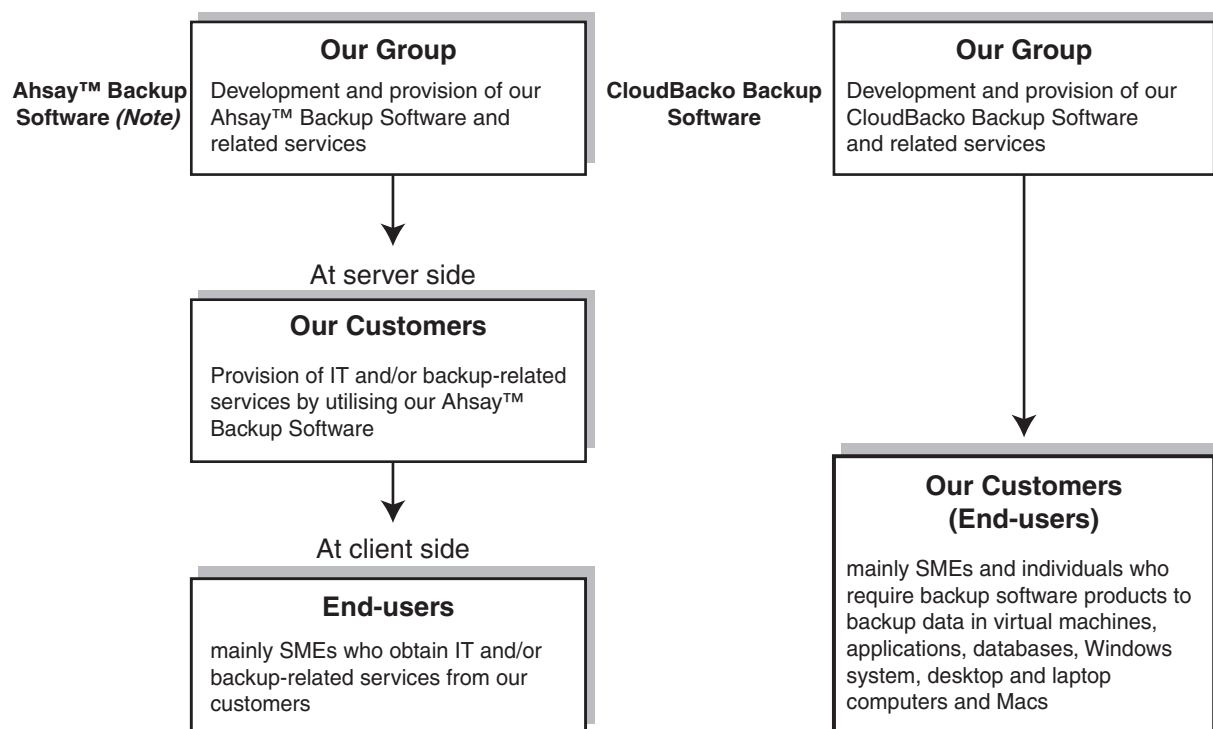 Ahsay™ Backup
Software (Note)
Our Group
Development and provision of our
Ahsay™ Backup Software and
related services
At server side
Our Customers
Provision of IT and/or backup-related
services by utilising our Ahsay™
Backup Software
At client side
End-users
mainly SMEs who obtain IT and/or
backup-related services from our
customers
CloudBacko Backup
Software
Our Group
Development and provision of our
CloudBacko Backup Software
and related services
Our Customers
(End-users)
mainly SMEs and individuals who
require backup software products to
backup data in virtual machines,
applications, databases, Windows
system, desktop and laptop
computers and Macs